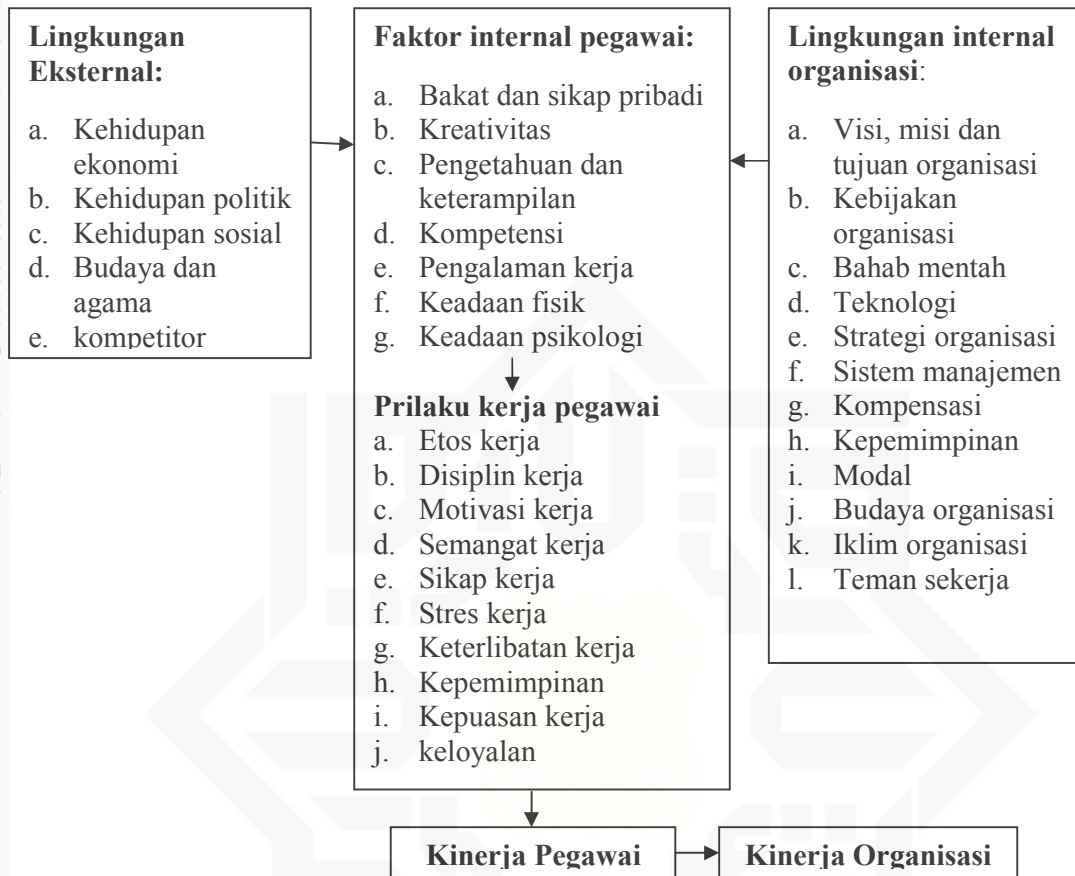 Lingkungan
Eksternal:
a. Kehidupan
ekonomi
b. Kehidupan politik
c. Kehidupan sosial
d. Budaya dan
agama
e. kompetitor
Faktor internal pegawai:
a. Bakat dan sikap pribadi
b. Kreativitas
c. Pengetahuan dan
keterampilan
d. Kompetensi
e. Pengalaman kerja
f. Keadaan fisik
g. Keadaan psikologi
Prilaku kerja pegawai
a. Etos kerja
b. Disiplin kerja
c. Motivasi kerja
d. Semangat kerja
e. Sikap kerja
f. Stres kerja
g. Keterlibatan kerja
h. Kepemimpinan
i. Kepuasan kerja
j. keloyalan
Lingkungan internal
organisasi:
a. Visi, misi dan
tujuan organisasi
b. Kebijakan
organisasi
c. Bahab mentah
d. Teknologi
e. Strategi organisasi
f. Sistem manajemen
g. Kompensasi
h. Kepemimpinan
i. Modal
j. Budaya organisasi
k. Iklim organisasi
l. Teman sekerja
Kinerja Pegawai
Kinerja Organisasi